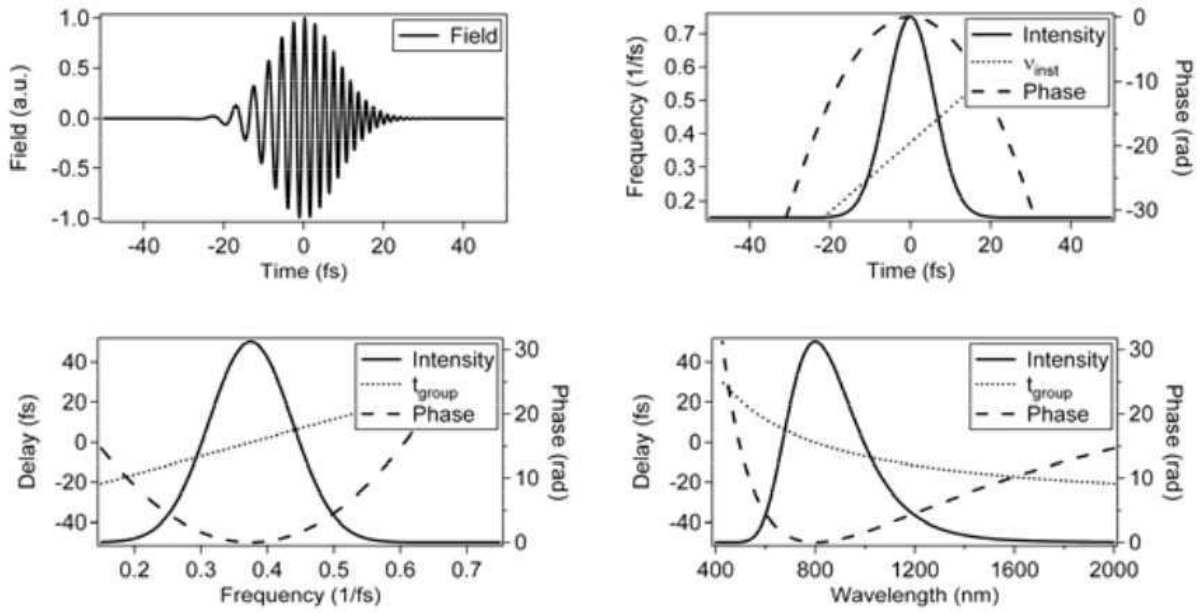 1.0
0.5
0.0
-0.5
-1.0
Field (a.u.)
Field
-40 -20 0 20 40
Time (fs)
0.7
0.6
0.5
0.4
0.3
0.2
Frequency (1/fs)
Intensity
νinst
Phase
0
-10
-20
-30
Phase (rad)
-40 -20 0 20 40
Time (fs)
40
20
0
-20
-40
Delay (fs)
Intensity
tgroup
Phase
30
20
10
0
Phase (rad)
0.2 0.3 0.4 0.5 0.6 0.7
Frequency (1/fs)
40
20
0
-20
-40
Delay (fs)
Intensity
tgroup
Phase
30
20
10
0
Phase (rad)
400 800 1200 1600 2000
Wavelength (nm)